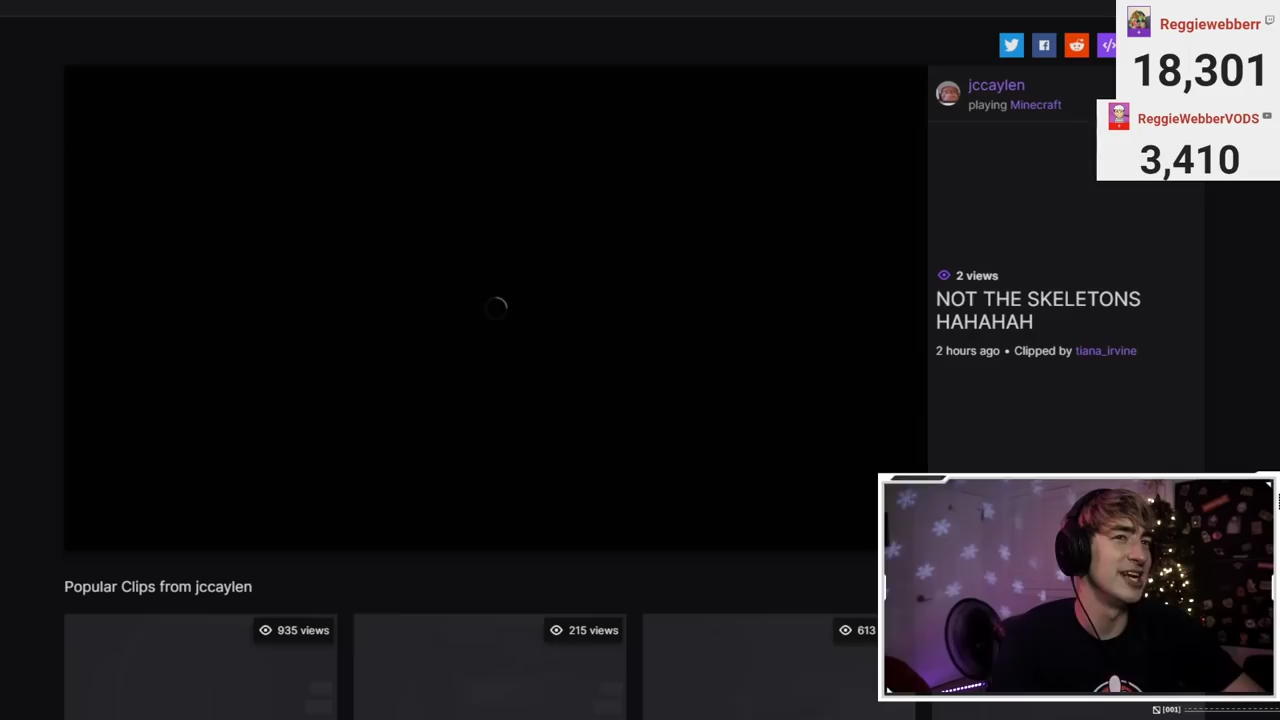 Reggiewebberr
18,301
ReggieWebberVODS
3,410
jccaylen
playing Minecraft
2 views
NOT THE SKELETONS
HAHAHAH
2 hours ago • Clipped by tiana_irvine
Popular Clips from jccaylen
935 views
215 views
613
[001]